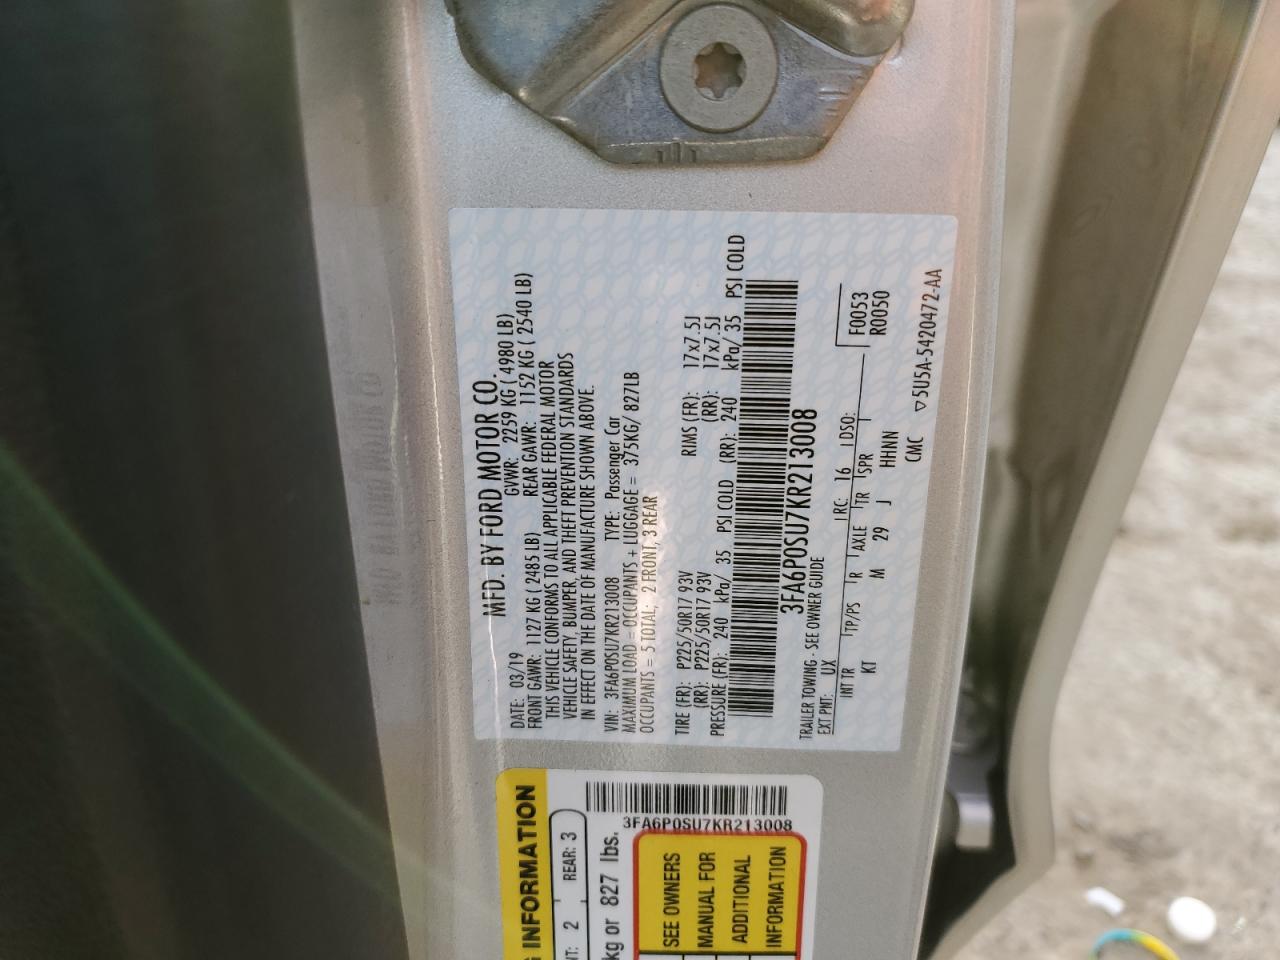 MFD. BY FORD MOTOR CO.
DATE: 03/19 GVWR: 2259 KG ( 4980 LB)
FRONT GAWR: 1127 KG ( 2485 LB) REAR GAWR: 1152 KG ( 2540 LB)
THIS VEHICLE CONFORMS TO ALL APPLICABLE FEDERAL MOTOR
VEHICLE SAFETY, BUMPER, AND THEFT PREVENTION STANDARDS
IN EFFECT ON THE DATE OF MANUFACTURE SHOWN ABOVE.
VIN: 3FA6P0SU7KR213008 TYPE: Passenger Car
MAXIMUM LOAD = OCCUPANTS + LUGGAGE = 375KG/ 827LB
OCCUPANTS = 5 TOTAL; 2 FRONT, 3 REAR
TIRE (FR): P225/50R17 93V RIMS (FR): 17x7.5J
(RR): P225/50R17 93V (RR): 17x7.5J
PRESSURE (FR): 240 kPa/ 35 PSI COLD (RR): 240 kPa/ 35 PSI COLD
3FA6P0SU7KR213008
TRAILER TOWING - SEE OWNER GUIDE
EXT PNT: UX RC: 16 DSO: F0053
INT TR TP/PS R AXLE TR SPR R0050
KT M 29 J HHNN
CMC
▽5U5A-5420472-AA
INFORMATION
2 REAR: 3
kg or 827 lbs.
3FA6P0SU7KR213008
SEE OWNERS
MANUAL FOR
ADDITIONAL
INFORMATION